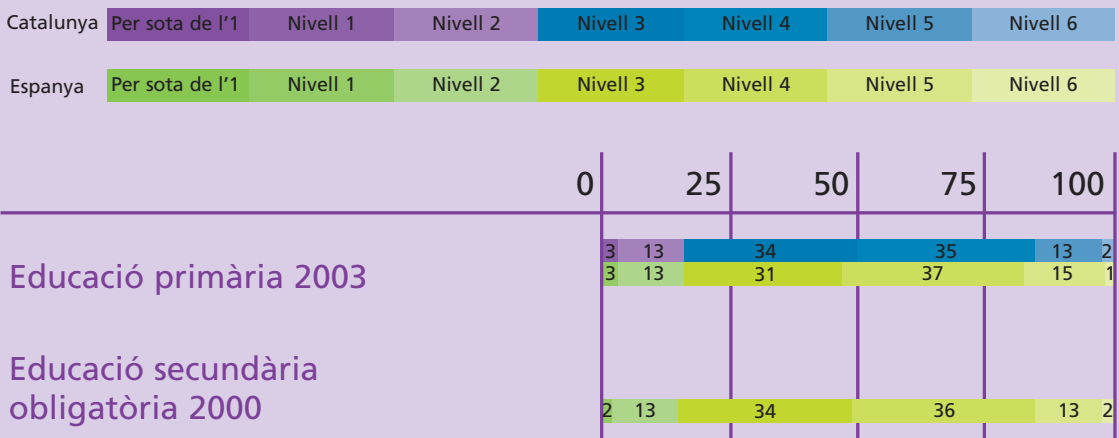 Catalunya Per sota de l'1 Nivell 1 Nivell 2 Nivell 3 Nivell 4 Nivell 5 Nivell 6
Espanya Per sota de l'1 Nivell 1 Nivell 2 Nivell 3 Nivell 4 Nivell 5 Nivell 6
0 25 50 75 100
Educació primària 2003
3 13 34 35 13 2
3 13 31 37 15 1
Educació secundària
obligatòria 2000
2 13 34 36 13 2